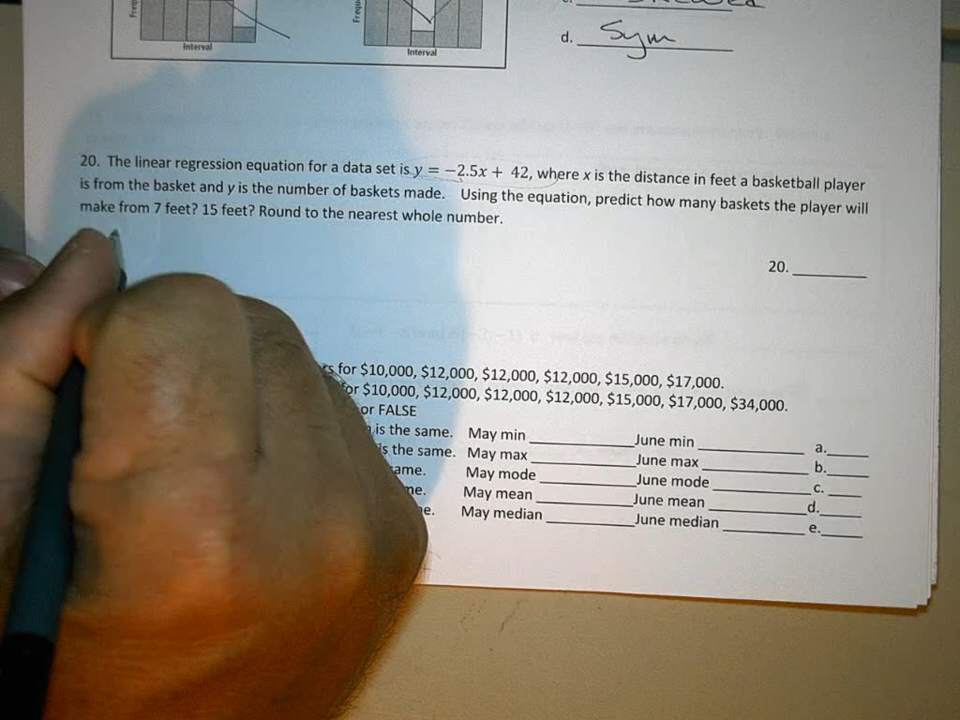 Interval
Interval
d. Sym
20. The linear regression equation for a data set is y = −2.5x + 42, where x is the distance in feet a basketball player
is from the basket and y is the number of baskets made. Using the equation, predict how many baskets the player will
make from 7 feet? 15 feet? Round to the nearest whole number.
20.
for $10,000, $12,000, $12,000, $12,000, $15,000, $17,000.
for $10,000, $12,000, $12,000, $12,000, $15,000, $17,000, $34,000.
or FALSE
is the same. May min June min a.
is the same. May max June max b.
May mode June mode c.
May mean June mean d.
May median June median e.